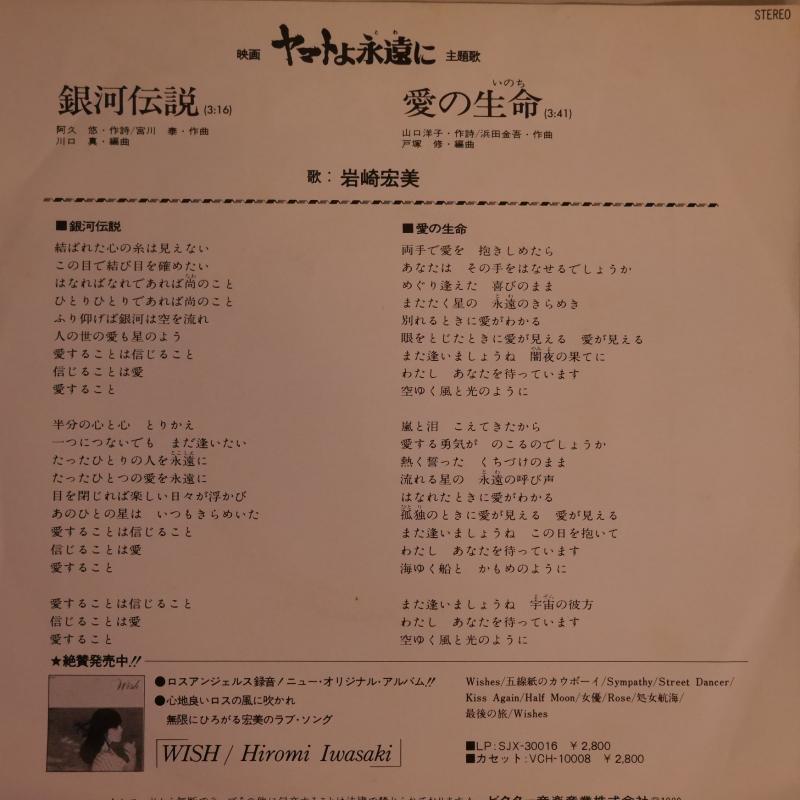 STEREO
映画 ヤマトよ永遠に 主題歌
とわ
銀河伝説(3:16)
阿久 悠・作詩/宮川 泰・作曲
川口 真・編曲
いのち
愛の生命(3:41)
山口洋子・作詩/浜田金吾・作曲
戸塚 修・編曲
歌：岩崎宏美
■銀河伝説
結ばれた心の糸は見えない
この目で結び目を確めたい
はなればなれであれば尚のこと
ひとりひとりであれば尚のこと
ふり仰げば銀河は空を流れ
人の世の愛も星のよう
愛することは信じること
信じることは愛
愛すること
半分の心と心 とりかえ
一つにつないでも まだ逢いたい
たったひとりの人を永遠に
たったひとつの愛を永遠に
目を閉じれば楽しい日々が浮かび
あのひとの星は いつもきらめいた
愛することは信じること
信じることは愛
愛すること
愛することは信じること
信じることは愛
愛すること
■愛の生命
両手で愛を 抱きしめたら
あなたは その手をはなせるでしょうか
めぐり逢えた 喜びのまま
またたく星の 永遠のきらめき
別れるときに愛がわかる
眼をとじたときに愛が見える 愛が見える
また逢いましょうね 闇夜の果てに
わたし あなたを待っています
空ゆく風と光のように
嵐と泪 こえてきたから
愛する勇気が のこるのでしょうか
熱く誓った くちづけのまま
流れる星の 永遠の呼び声
はなれたときに愛がわかる
孤独のときに愛が見える 愛が見える
また逢いましょうね この日を抱いて
わたし あなたを待っています
海ゆく船と かもめのように
また逢いましょうね 宇宙の彼方
わたし あなたを待っています
空ゆく風と光のように
★絶賛発売中!!
Wish
●ロスアンジェルス録音！ニュー・オリジナル・アルバム!!
●心地良いロスの風に吹かれ
無限にひろがる宏美のラブ・ソング
WISH / Hiromi Iwasaki
Wishes/五線紙のカウボーイ/Sympathy/Street Dancer/
Kiss Again/Half Moon/女優/Rose/処女航海/
最後の旅/Wishes
■LP:SJX-30016 ￥2,800
■カセット:VCH-10008 ￥2,800
ビクター音楽産業株式会社